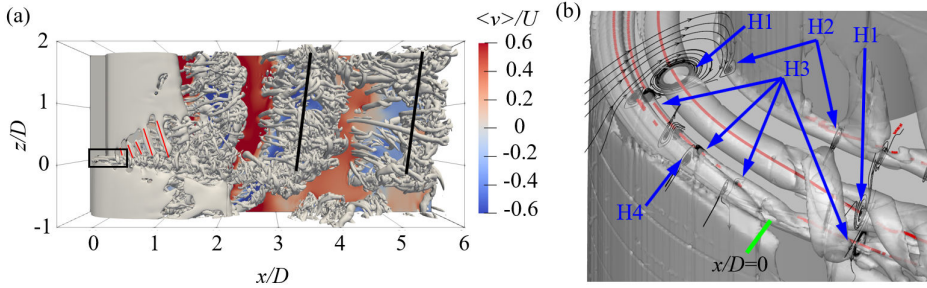 (a)
<v>/U
2
1
0
-1
z/D
0 1 2 3 4 5 6
x/D
0.6
0.4
0.2
0
-0.2
-0.4
-0.6
(b)
H1 H2 H1
H3
H4
x/D=0